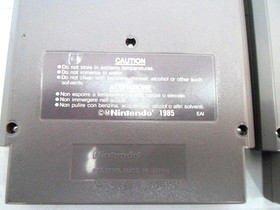 CAUTION
● Do not store in extreme temperatures.
● Do not immerse in water.
● Do not clean with benzene, thinner, alcohol or other such
solvents.
ATTENZIONE
● Non esporre a temperature troppo calde o elevate.
● Non immergere nell'acqua.
● Non pulire con benzina, acquaragia, alcool o altri solventi.
©Ⓜ Nintendo® 1985
EAI
Nintendo®